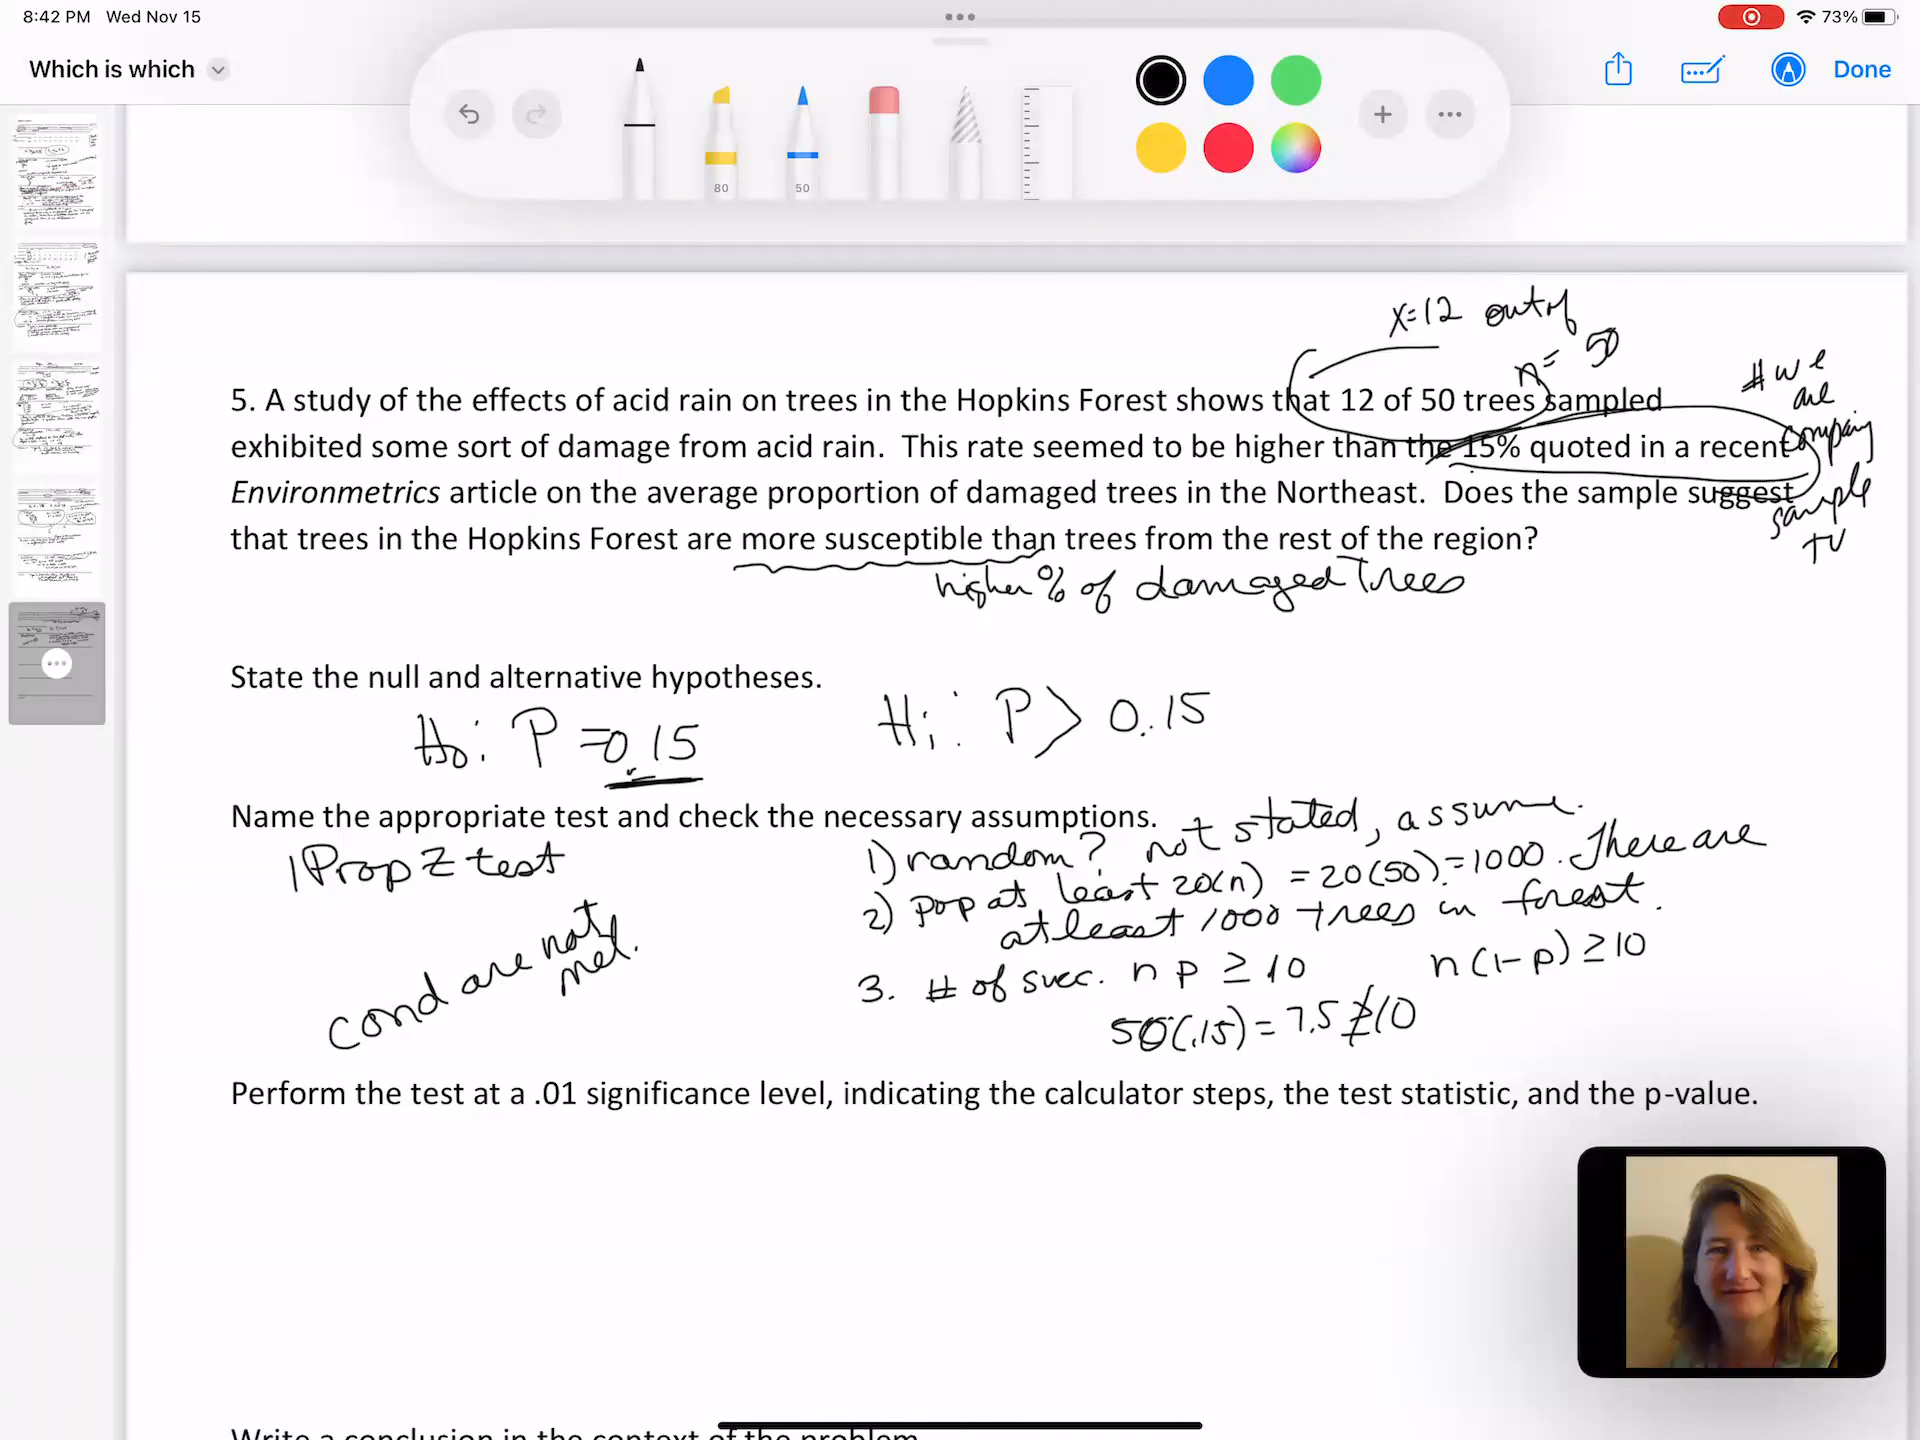 8:42 PM Wed Nov 15
73%
Which is which
Done
80
50
x=12 out of
n= 50
# we
are
comparing
sample
to
5. A study of the effects of acid rain on trees in the Hopkins Forest shows that 12 of 50 trees sampled
exhibited some sort of damage from acid rain. This rate seemed to be higher than the 15% quoted in a recent
Environmetrics article on the average proportion of damaged trees in the Northeast. Does the sample suggest
that trees in the Hopkins Forest are more susceptible than trees from the rest of the region?
higher % of damaged Trees
State the null and alternative hypotheses.
H0: P = 0.15 H1: P > 0.15
Name the appropriate test and check the necessary assumptions.
1 Prop Z test
1) random? not stated, assume.
2) pop at least 20(n) = 20(50) = 1000. There are
at least 1000 trees in forest.
cond are not
met.
3. # of succ. n p ≥ 10 n(1-p) ≥ 10
50(.15) = 7.5 ≱ 10
Perform the test at a .01 significance level, indicating the calculator steps, the test statistic, and the p-value.
Write a conclusion in the context of the problem.